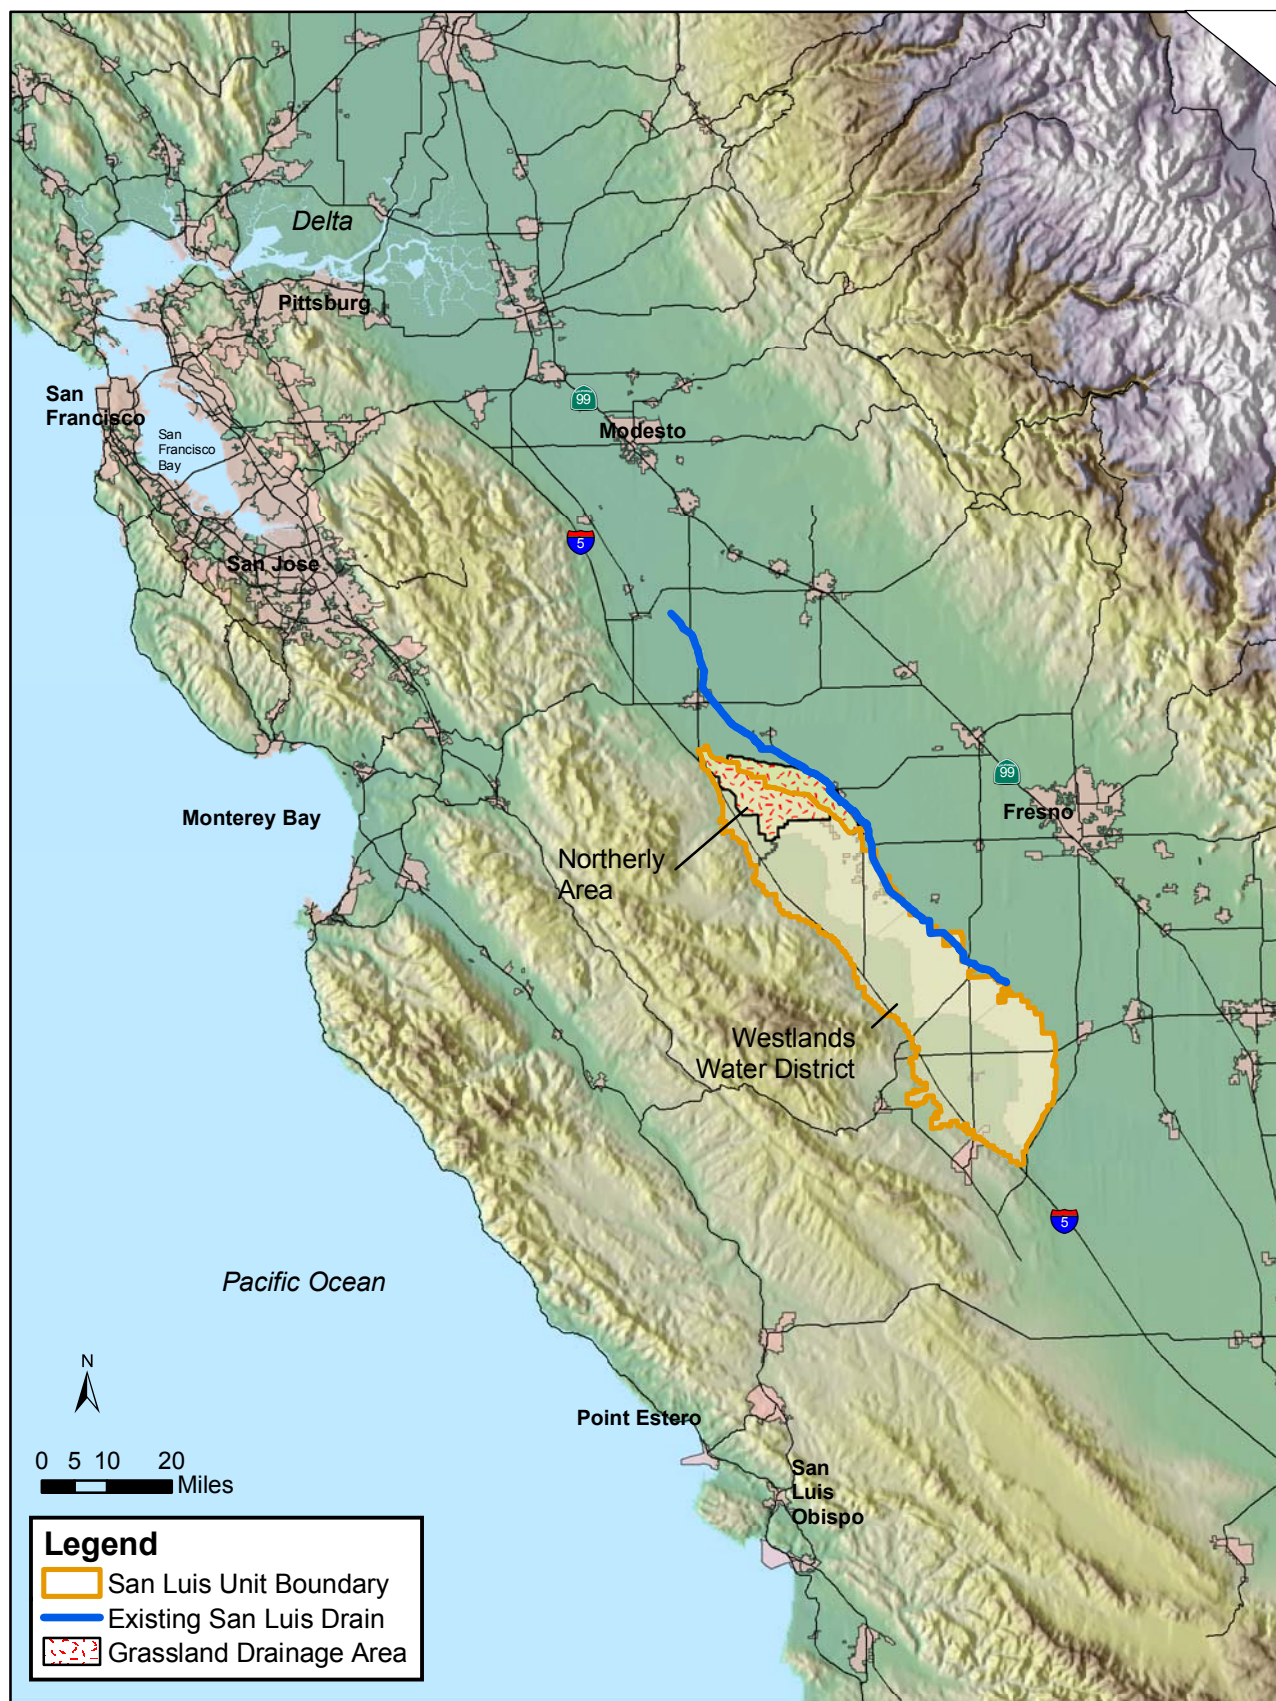 Delta
Pittsburg
San
Francisco
99
Modesto
San
Francisco
Bay
5
San Jose
99
Fresno
Monterey Bay
Northerly
Area
Westlands
Water District
5
Pacific Ocean
N
Point Estero
0 5 10 20
Miles
San
Luis
Obispo
Legend
San Luis Unit Boundary
Existing San Luis Drain
Grassland Drainage Area